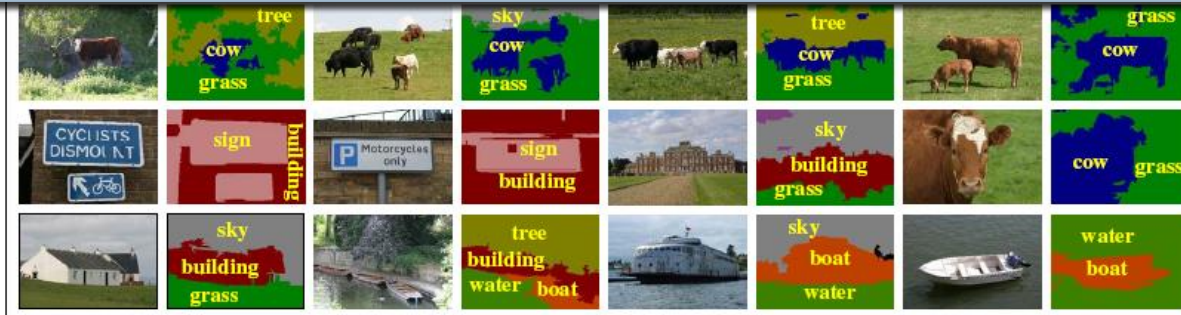 tree
cow
grass
sky
cow
grass
tree
cow
grass
grass
cow
CYCLISTS
DISMOUNT
sign
building
P Motorcycles
only
sign
building
sky
building
grass
cow
grass
sky
building
grass
tree
building
water
boat
sky
boat
water
water
boat